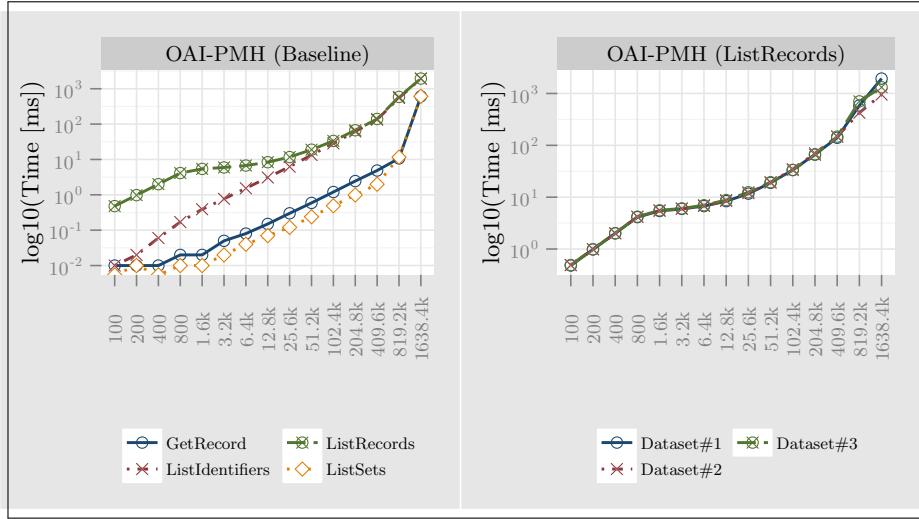 OAI-PMH (Baseline)
log10(Time [ms])
10³
10²
10¹
10⁰
10⁻¹
10⁻²
100
200
400
800
1.6k
3.2k
6.4k
12.8k
25.6k
51.2k
102.4k
204.8k
409.6k
819.2k
1638.4k
GetRecord
ListRecords
ListIdentifiers
ListSets
OAI-PMH (ListRecords)
log10(Time [ms])
10³
10²
10¹
10⁰
100
200
400
800
1.6k
3.2k
6.4k
12.8k
25.6k
51.2k
102.4k
204.8k
409.6k
819.2k
1638.4k
Dataset#1
Dataset#3
Dataset#2